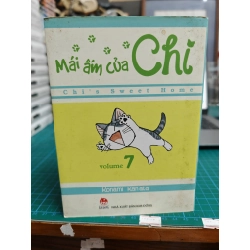 Mái ấm của
Chi
Chi's Sweet Home
volume 7
KONAMI KANATA